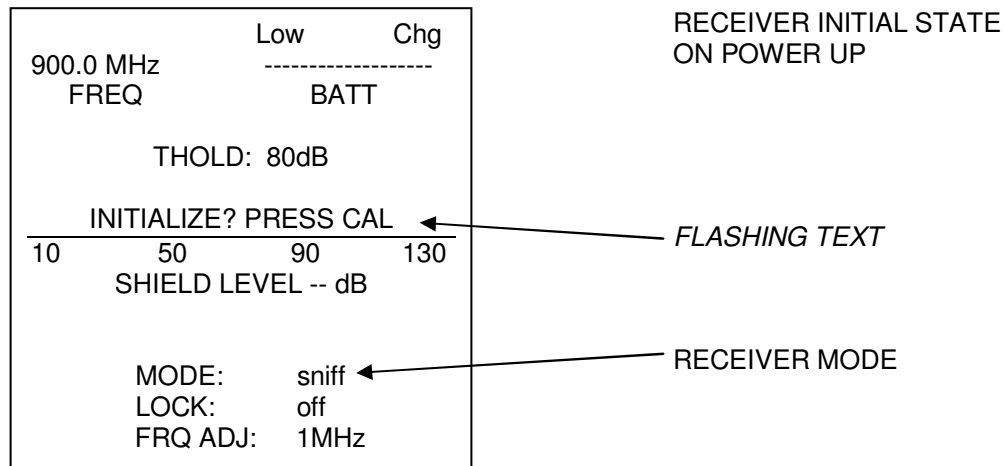 Low Chg
900.0 MHz -------------------
FREQ BATT
THOLD: 80dB
INITIALIZE? PRESS CAL
10 50 90 130
SHIELD LEVEL -- dB
MODE: sniff
LOCK: off
FRQ ADJ: 1MHz
RECEIVER INITIAL STATE
ON POWER UP
FLASHING TEXT
RECEIVER MODE